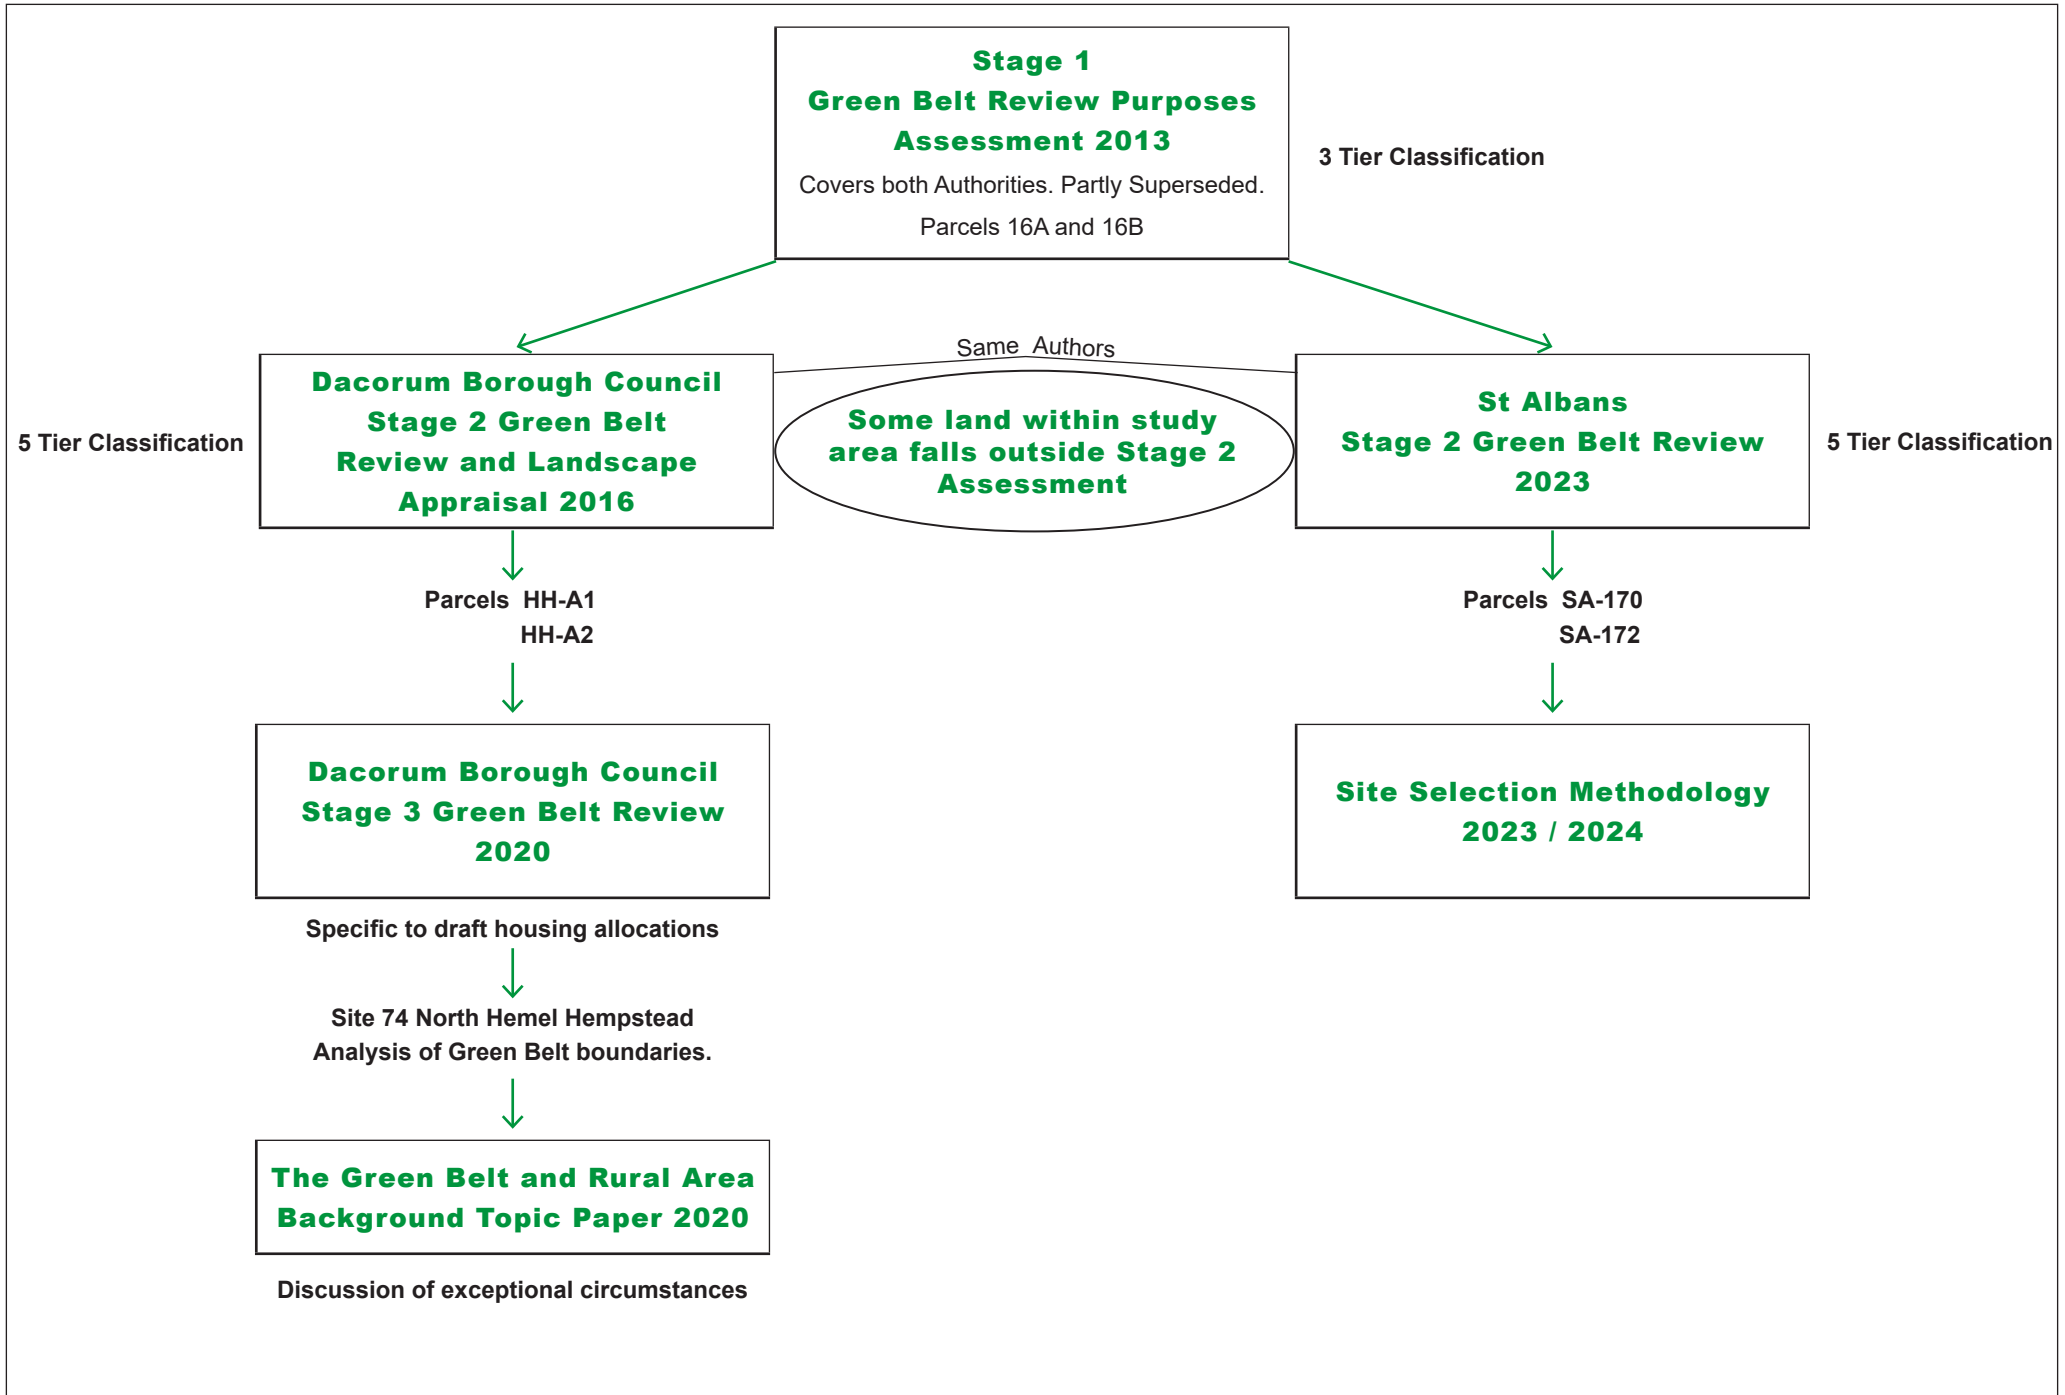 Stage 1
Green Belt Review Purposes
Assessment 2013
Covers both Authorities. Partly Superseded.
Parcels 16A and 16B
3 Tier Classification
Same Authors
5 Tier Classification
Dacorum Borough Council
Stage 2 Green Belt
Review and Landscape
Appraisal 2016
Some land within study
area falls outside Stage 2
Assessment
St Albans
Stage 2 Green Belt Review
2023
5 Tier Classification
Parcels HH-A1
HH-A2
Parcels SA-170
SA-172
Dacorum Borough Council
Stage 3 Green Belt Review
2020
Site Selection Methodology
2023 / 2024
Specific to draft housing allocations
Site 74 North Hemel Hempstead
Analysis of Green Belt boundaries.
The Green Belt and Rural Area
Background Topic Paper 2020
Discussion of exceptional circumstances